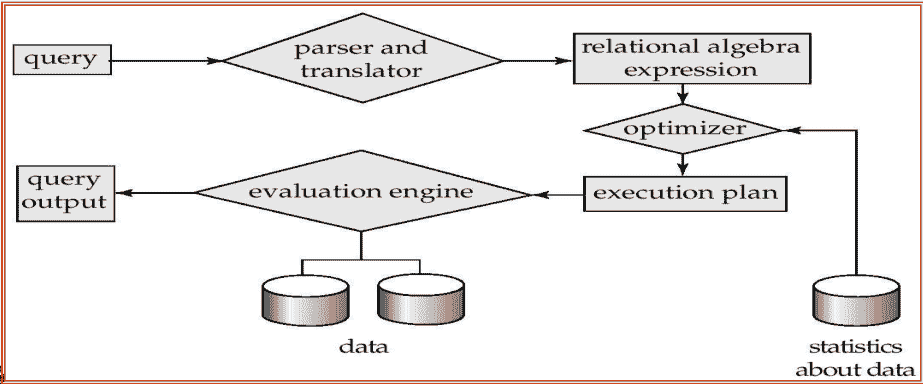 query
parser and
translator
relational algebra
expression
optimizer
query
output
evaluation engine
execution plan
data
statistics
about data